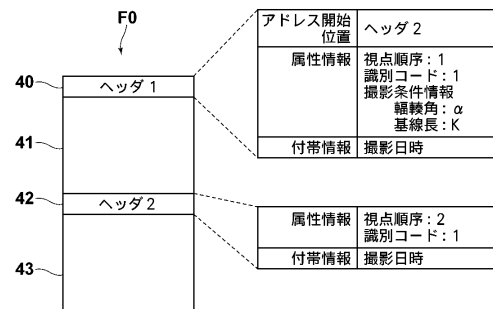 F0
40
ヘッダ 1
41
42
ヘッダ 2
43
アドレス開始
位置
ヘッダ 2
属性情報
視点順序：1
識別コード：1
撮影条件情報
輻輳角：α
基線長：K
付帯情報
撮影日時
属性情報
視点順序：2
識別コード：1
付帯情報
撮影日時